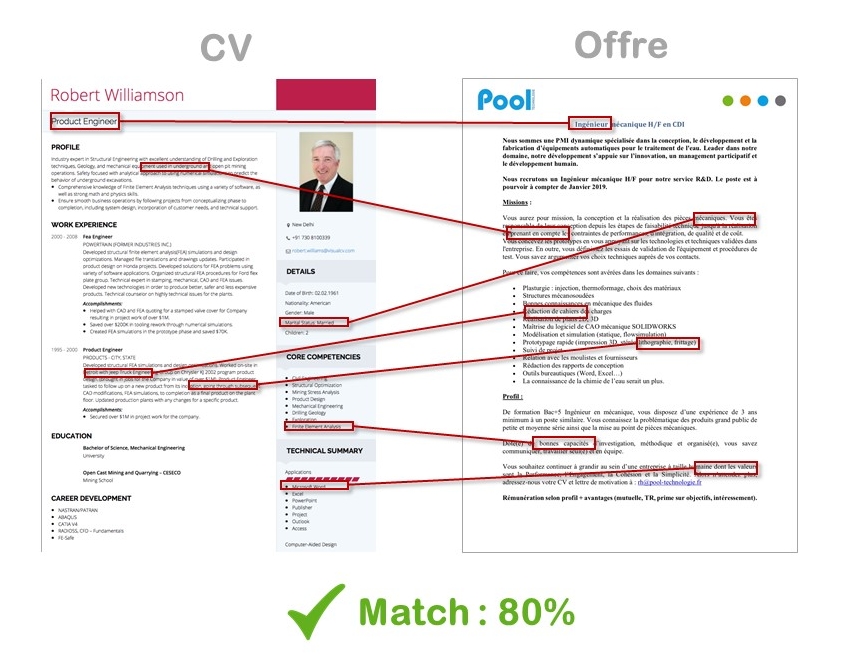 CV
Offre
Robert Williamson
Product Engineer
PROFILE
Industry expert in Structural Engineering with excellent understanding of Drilling and Exploration
techniques, Geology, and mechanical equipment used in underground and open pit mining
operations. Safely catalyzed approach to using numerical to predict the
behavior of underground excavations.
Comprehensive knowledge of Finite Element Analysis techniques using a variety of software, as
well as strong math and physics skills.
Ensure smooth business operations by following projects from conceptualizing phase to
completion, including system design, incorporation of customer needs, and technical support.
WORK EXPERIENCE
2000 - 2008 Fea Engineer
POWERTRAIN (FORMER INDUSTRIES INC.)
Developed structural finite element analysis(FEA) simulations and design
optimizations. Managed file translations and drawings updates. Participated in
product design on Honda projects. Developed solutions for FEA problems using
variety of software applications. Organized structural FEA procedures for Ford flex
plate group. Technical expert in stamping, mechanical, CAO and FEA issues.
Developed new technologies in order to produce better, safer and less expensive
products. Technical counselor on highly technical issues for the plants.
Accomplishments:
Helped with CAO and FEA quoting for a stamped valve cover for Company
resulting in project work of over $1M.
Saved over $200K in tooling rework through numerical simulations.
Created FEA simulations in the prototype phase and saved $70K.
1995 - 2000 Product Engineer
PRODUCTS - CITY, STATE
Developed structural FEA simulations and design optimizations. Worked on-site in
Detroit with Jeep Truck Engineering group on Chrysler KJ 2002 program product
design through in jobs for the Company in value of over $1M. Product Engineer
tasked to follow up on a new product from its inception, going through subsequent
CAO modifications, FEA simulations, to completion as a final product on the plant
floor. Updated production plates with any changes for a specific product.
Accomplishments:
Secured over $1M in project work for the company.
EDUCATION
Bachelor of Science, Mechanical Engineering
University
Open Cast Mining and Quarrying – CESECO
Mining School
CAREER DEVELOPMENT
NASTRAN/PATRAN
ABAQUS
CATIA V4
RADIOSS, CFD – Fundamentals
FE-Safe
New Delhi
+91 730 8100339
robert.williams@visualcv.com
DETAILS
Date of Birth: 02.02.1961
Nationality: American
Gender: Male
Marital Status: Married
Children: 2
CORE COMPETENCIES
Civil Engineering
Structural Optimization
Mining Stress Analysis
Product Design
Mechanical Engineering
Drilling Geology
Exploration
Finite Element Analysis
TECHNICAL SUMMARY
Applications
Microsoft Word
Excel
PowerPoint
Publisher
Project
Outlook
Access
Computer-Aided Design
Pool
Ingénieur mécanique H/F en CDI
Nous sommes une PMI dynamique spécialisée dans la conception, le développement et la
fabrication d'équipements automatiques pour le traitement de l'eau. Leader dans notre
domaine, notre développement s'appuie sur l'innovation, un management participatif et
le développement humain.
Nous recrutons un Ingénieur mécanique H/F pour notre service R&D. Le poste est à
pourvoir à compter de Janvier 2019.
Missions :
Vous aurez pour mission, la conception et la réalisation des pièces mécaniques. Vous êtes
responsable de leur conception depuis les étapes de faisabilité technique jusqu'à la réalisation
en prenant en compte les contraintes de performance, d'intégration, de qualité et de coût.
Vous concevez les prototypes en vous appuyant sur les technologies et techniques validées dans
l'entreprise. En outre, vous définissez les essais de validation de l'équipement et procédures de
test. Vous savez argumenter vos choix techniques auprès de vos contacts.
Pour ce faire, vos compétences sont avérées dans les domaines suivants :
Plasturgie : injection, thermoformage, choix des matériaux
Structures mécanosoudées
Bonnes connaissances en mécanique des fluides
Rédaction de cahiers des charges
Réalisation de plans 2D, 3D
Maîtrise du logiciel de CAO mécanique SOLIDWORKS
Modélisation et simulation (statique, flowsimulation)
Prototypage rapide (impression 3D, stéréolithographie, frittage)
Suivi de projet
Relation avec les moulistes et fournisseurs
Rédaction des rapports de conception
Outils bureautiques (Word, Excel…)
La connaissance de la chimie de l'eau serait un plus.
Profil :
De formation Bac+5 Ingénieur en mécanique, vous disposez d'une expérience de 3 ans
minimum à un poste similaire. Vous connaissez la problématique des produits grand public de
petite et moyenne série ainsi que la mise au point de pièces mécaniques.
Doté(e) de bonnes capacités d'investigation, méthodique et organisé(e), vous savez
communiquer, travailler seul(e) et en équipe.
Vous souhaitez continuer à grandir au sein d'une entreprise à taille humaine dont les valeurs
sont la Performance, l'Engagement, la Cohésion et la Simplicité. Alors n'attendez plus,
adressez-nous votre CV et lettre de motivation à : rh@pool-technologie.fr
Rémunération selon profil + avantages (mutuelle, TR, prime sur objectifs, intéressement).
Match : 80%